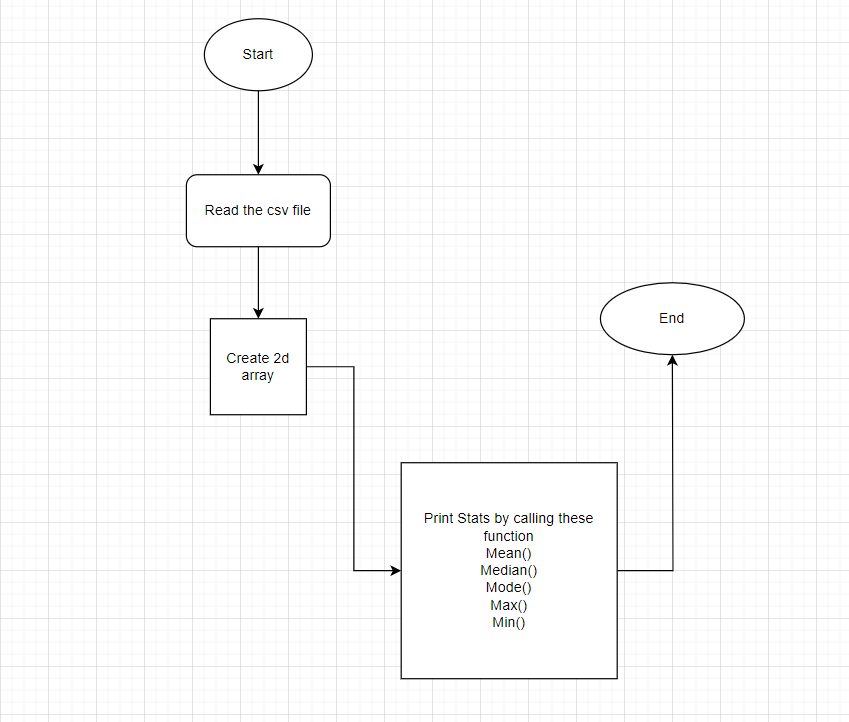 Start
Read the csv file
Create 2d
array
End
Print Stats by calling these
function
Mean()
Median()
Mode()
Max()
Min()